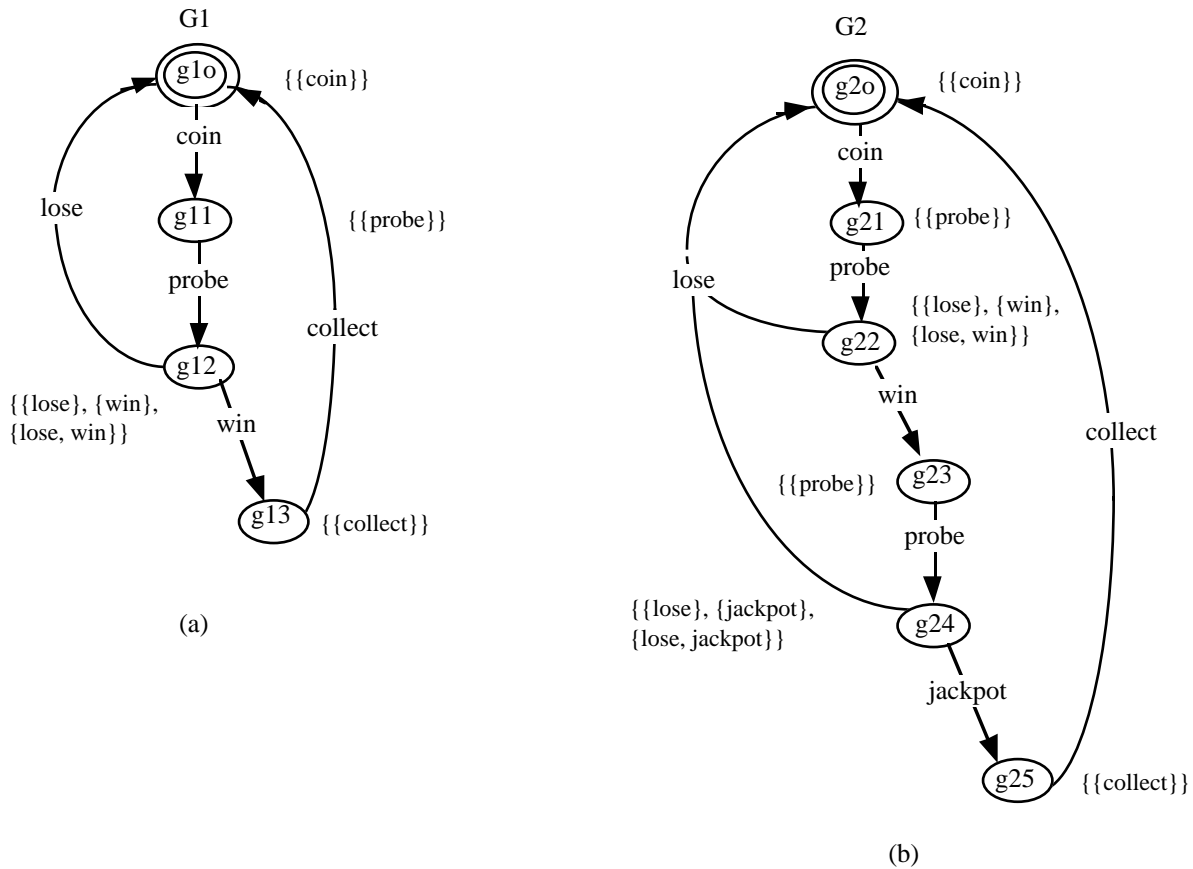 G1
g1o
{{coin}}
coin
g11
{{probe}}
lose
probe
collect
g12
{{lose}, {win},
{lose, win}}
win
g13
{{collect}}
(a)
G2
g2o
{{coin}}
coin
g21
{{probe}}
probe
lose
{{lose}, {win},
{lose, win}}
g22
win
collect
{{probe}}
g23
probe
{{lose}, {jackpot},
{lose, jackpot}}
g24
jackpot
g25
{{collect}}
(b)